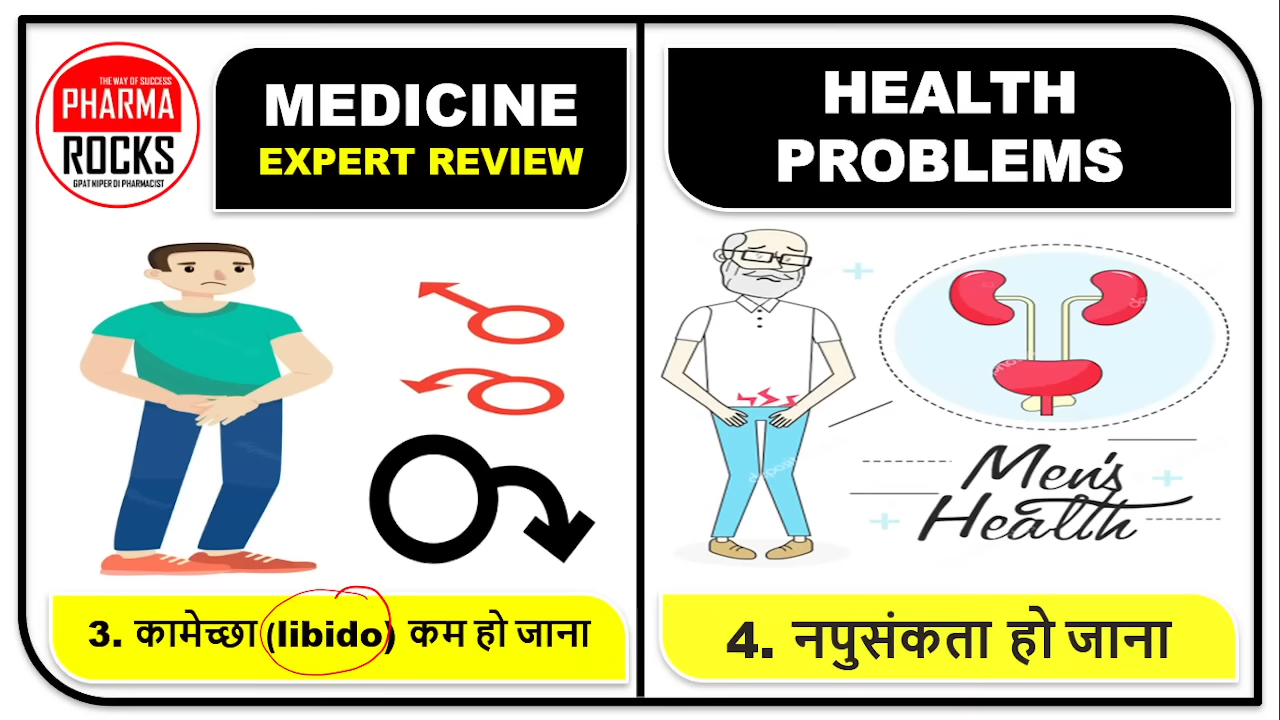 THE WAY OF SUCCESS
PHARMA
ROCKS
GPAT NIPER DI PHARMACIST
MEDICINE
EXPERT REVIEW
HEALTH
PROBLEMS
Men's
Health
3. कामेच्छा (libido) कम हो जाना
4. नपुसंकता हो जाना